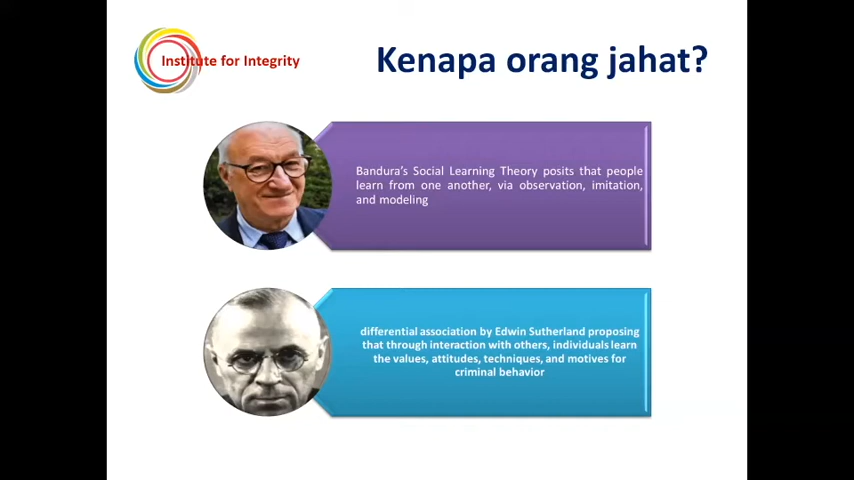 Institute for Integrity
Kenapa orang jahat?
Bandura's Social Learning Theory posits that people
learn from one another, via observation, imitation,
and modeling
differential association by Edwin Sutherland proposing
that through interaction with others, individuals learn
the values, attitudes, techniques, and motives for
criminal behavior